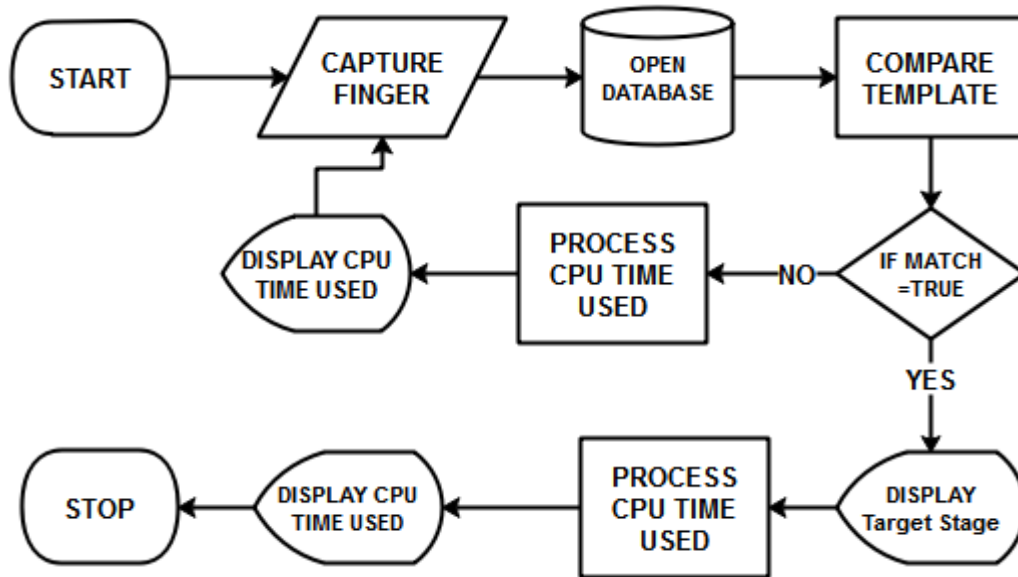 START
CAPTURE
FINGER
OPEN
DATABASE
COMPARE
TEMPLATE
IF MATCH
=TRUE
NO
PROCESS
CPU TIME
USED
DISPLAY CPU
TIME USED
YES
DISPLAY
Target Stage
PROCESS
CPU TIME
USED
DISPLAY CPU
TIME USED
STOP